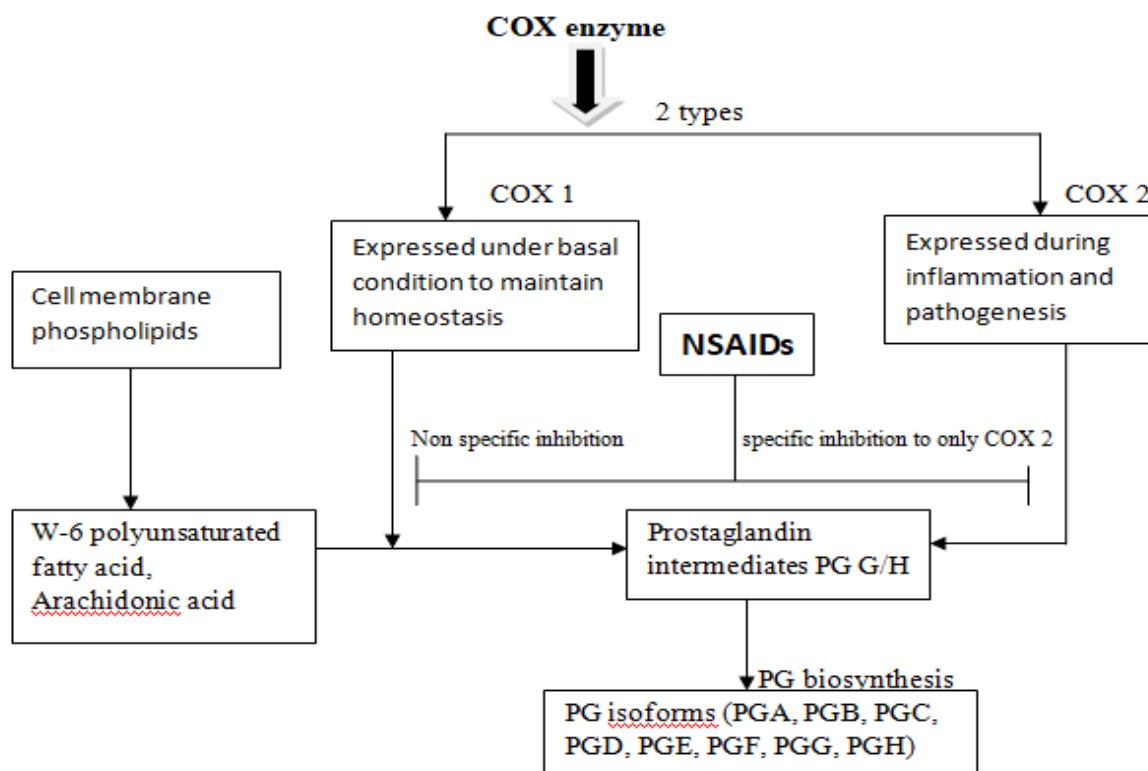 COX enzyme
2 types
COX 1
COX 2
Expressed under basal
condition to maintain
homeostasis
Expressed during
inflammation and
pathogenesis
Cell membrane
phospholipids
NSAIDs
Non specific inhibition
specific inhibition to only COX 2
W-6 polyunsaturated
fatty acid,
Arachidonic acid
Prostaglandin
intermediates PG G/H
PG biosynthesis
PG isoforms (PGA, PGB, PGC,
PGD, PGE, PGF, PGG, PGH)